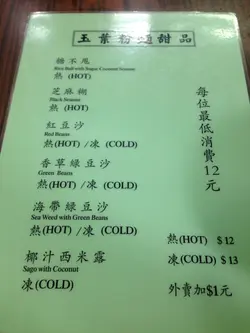 玉葉粉麵甜品
糖不甩
Rice Ball with Sugar Coconut Sesame
熱 (HOT)
芝麻糊
Black Sesame
熱 (HOT)
紅豆沙
Red Beans
熱(HOT) /凍 (COLD)
香草綠豆沙
Green Beans
熱(HOT) /凍 (COLD)
海帶綠豆沙
Sea Weed with Green Beans
熱(HOT) /凍 (COLD)
椰汁西米露
Sago with Coconut
凍(COLD)
每位最低消費12元
熱(HOT) $12
凍(COLD) $13
外賣加$1元